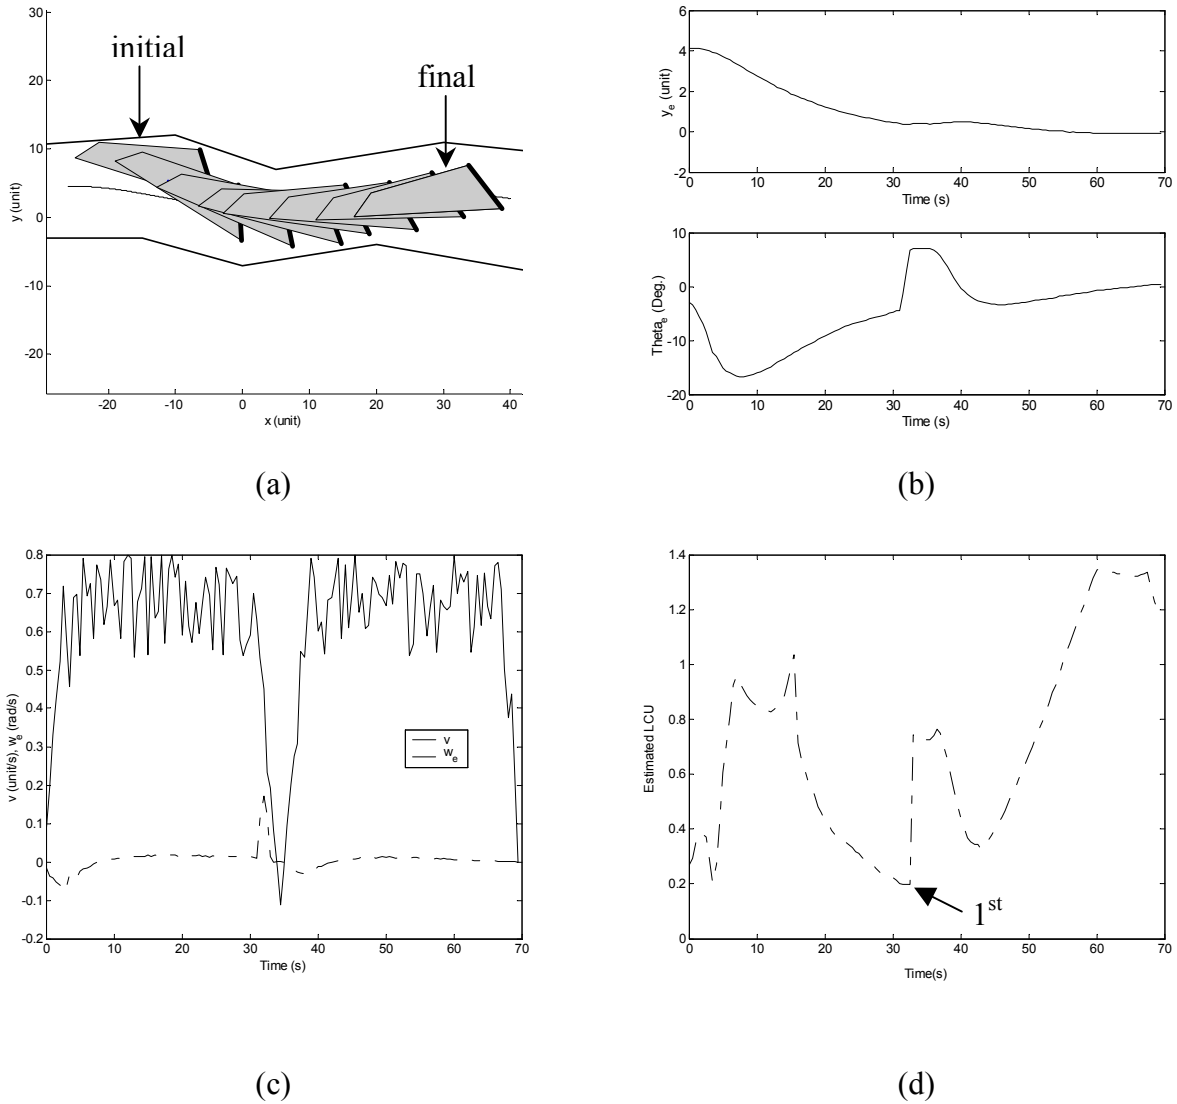 30
20
10
0
-10
-20
y (unit)
-20 -10 0 10 20 30 40
x (unit)
initial
final
(a)
6
4
2
0
-2
y_e (unit)
0 10 20 30 40 50 60 70
Time (s)
10
0
-10
-20
Theta_e (Deg.)
0 10 20 30 40 50 60 70
Time (s)
(b)
0.8
0.7
0.6
0.5
0.4
0.3
0.2
0.1
0
-0.1
-0.2
v (unit/s), w_e (rad/s)
v
w_e
0 10 20 30 40 50 60 70
Time (s)
(c)
1.4
1.2
1
0.8
0.6
0.4
0.2
0
Estimated LCU
1st
0 10 20 30 40 50 60 70
Time(s)
(d)